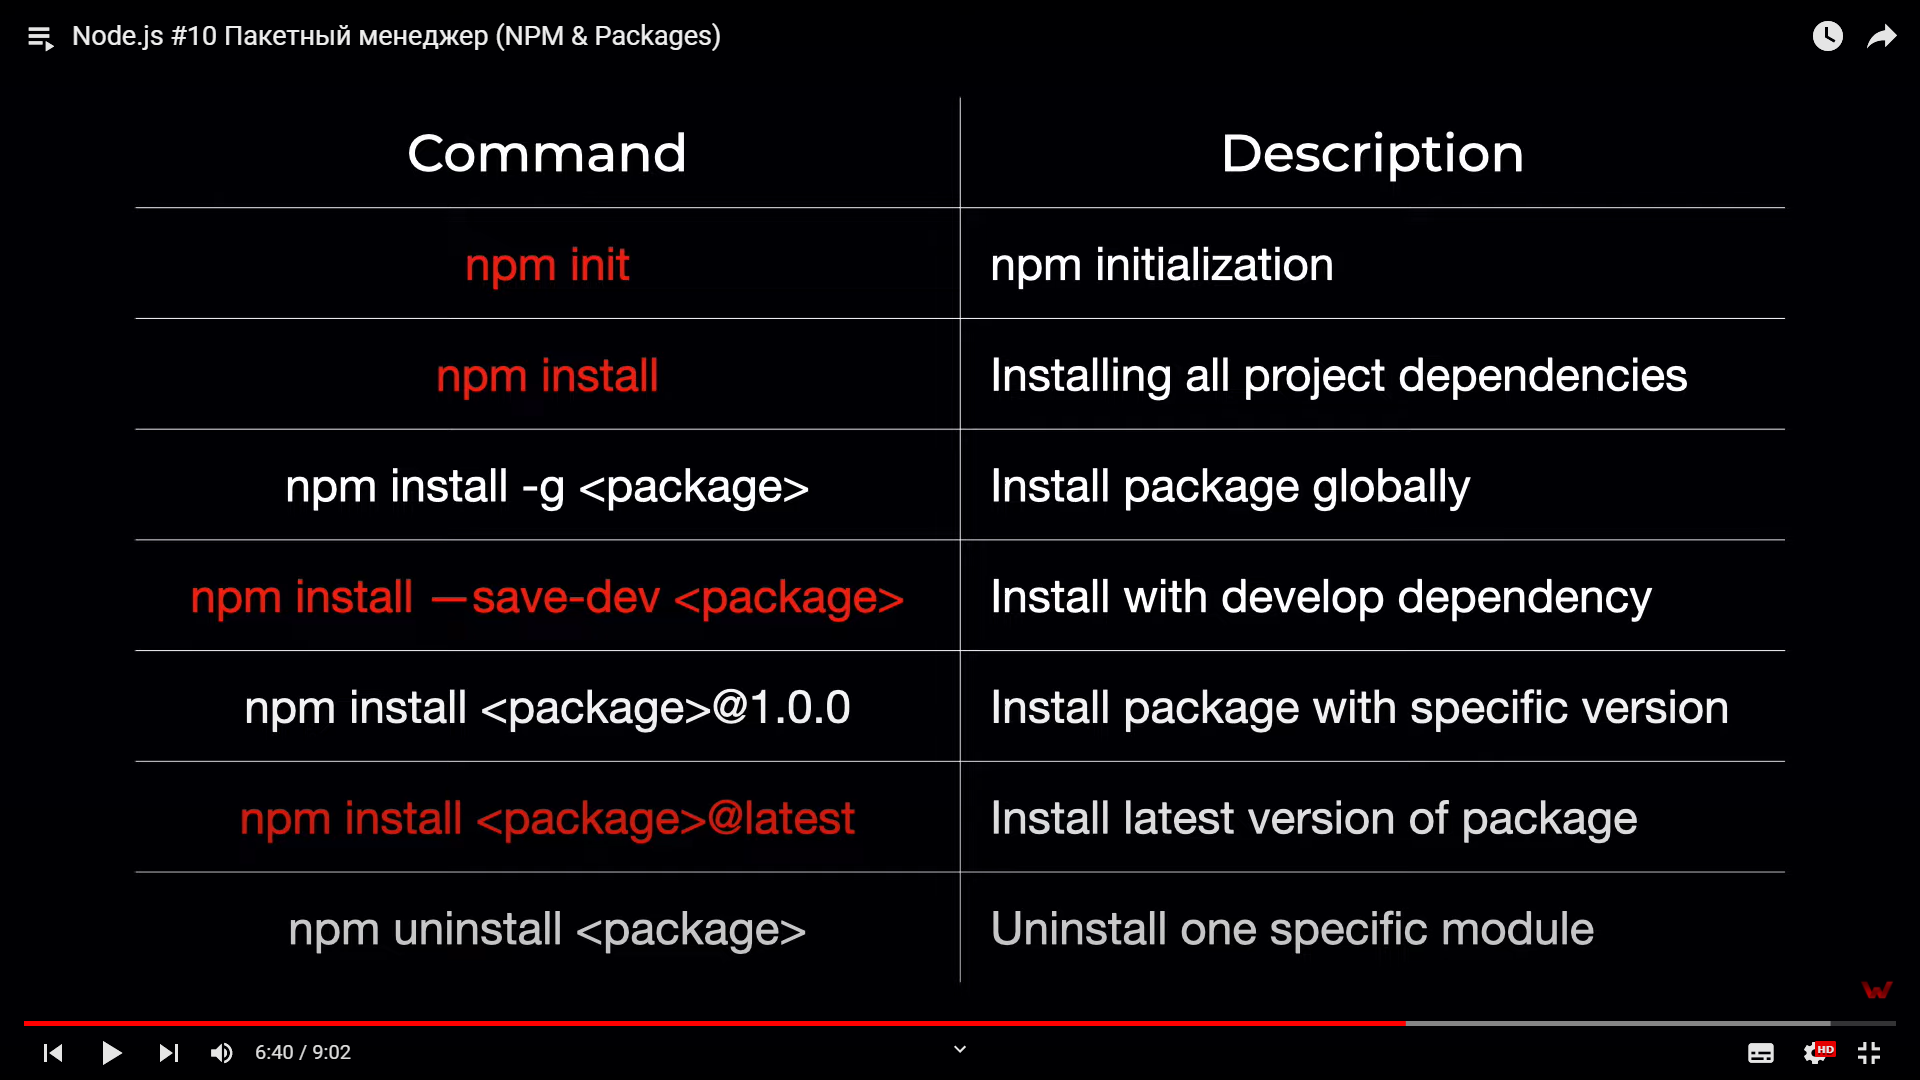 Node.js #10 Пакетный менеджер (NPM & Packages)
Command Description
npm init npm initialization
npm install Installing all project dependencies
npm install -g <package> Install package globally
npm install —save-dev <package> Install with develop dependency
npm install <package>@1.0.0 Install package with specific version
npm install <package>@latest Install latest version of package
npm uninstall <package> Uninstall one specific module
W
6:40 / 9:02
HD